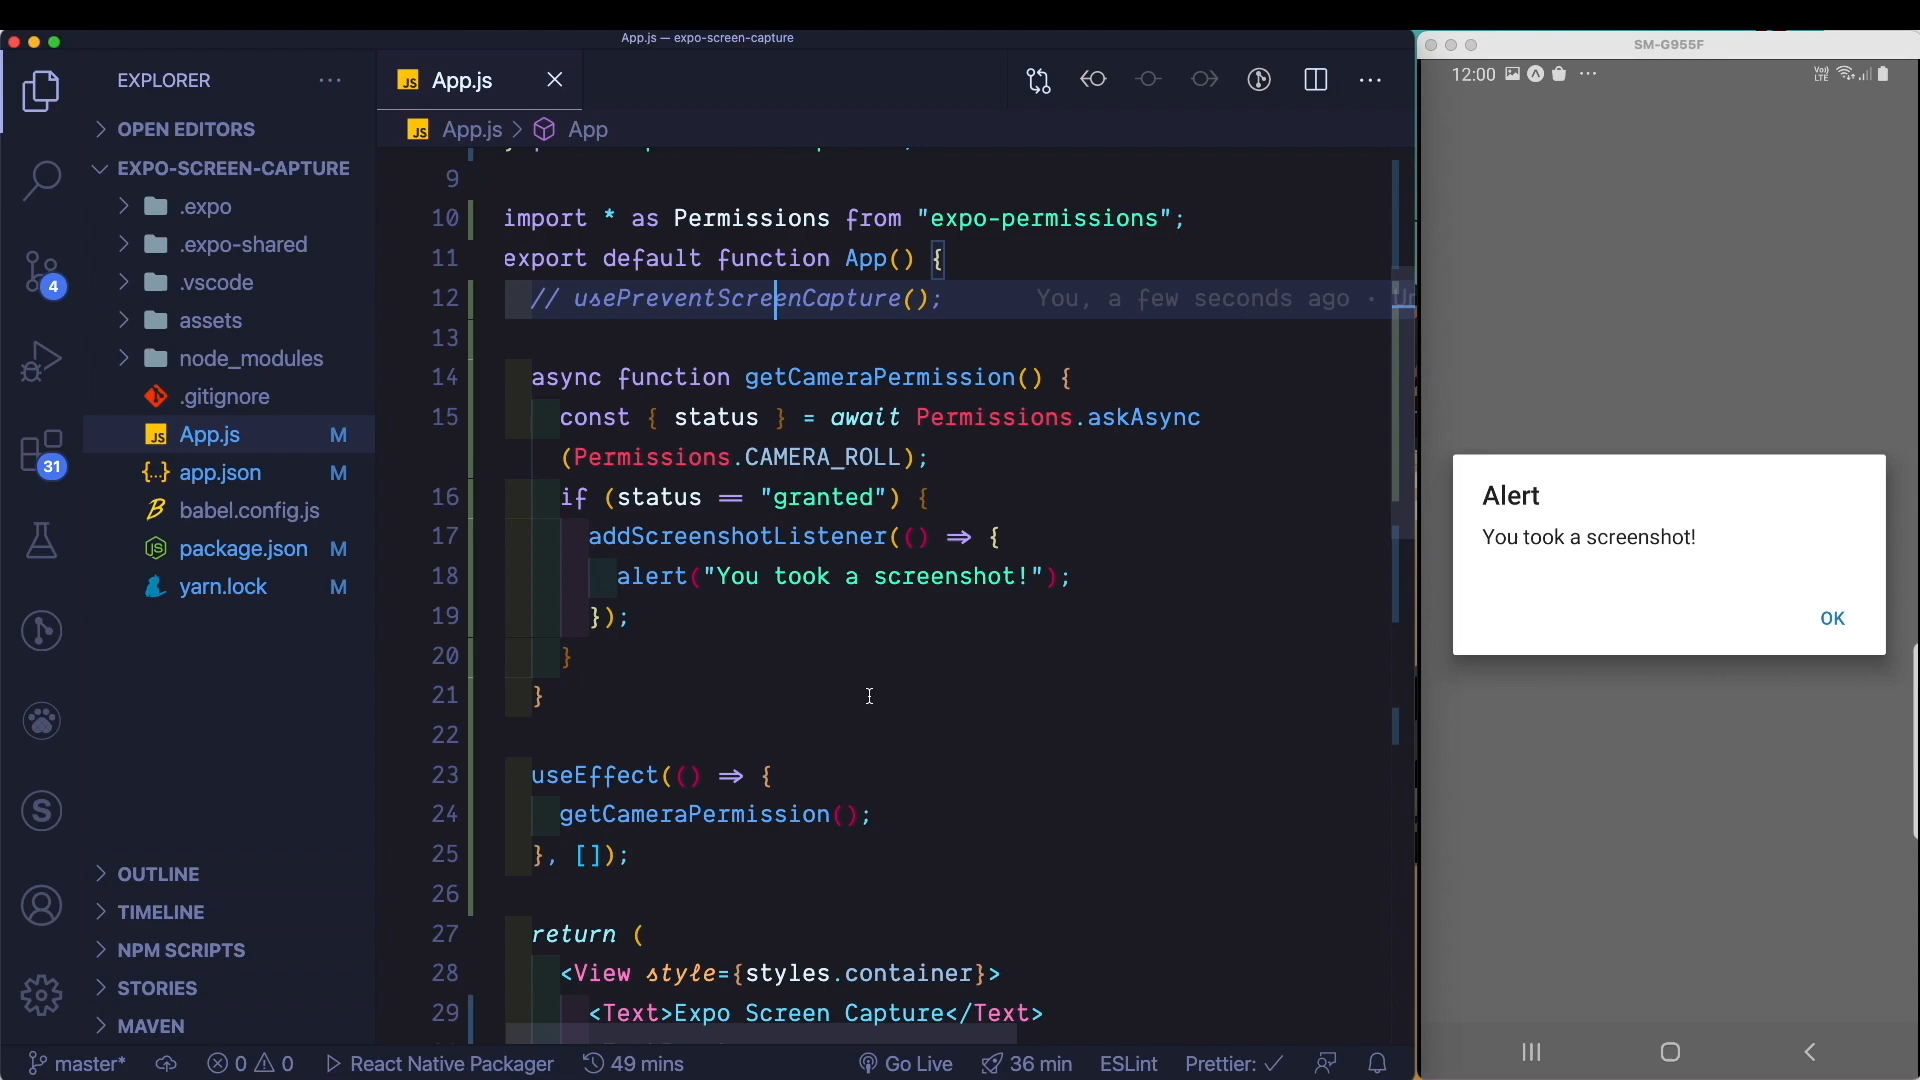 App.js — expo-screen-capture
EXPLORER
OPEN EDITORS
EXPO-SCREEN-CAPTURE
.expo
.expo-shared
.vscode
assets
node_modules
.gitignore
App.js M
app.json M
babel.config.js
package.json M
yarn.lock M
OUTLINE
TIMELINE
NPM SCRIPTS
STORIES
MAVEN
4
31
JS App.js
JS App.js > App
9
10 import * as Permissions from "expo-permissions";
11 export default function App() {
12 // usePreventScreenCapture(); You, a few seconds ago · Un
13
14 async function getCameraPermission() {
15 const { status } = await Permissions.askAsync
(Permissions.CAMERA_ROLL);
16 if (status == "granted") {
17 addScreenshotListener(() => {
18 alert("You took a screenshot!");
19 });
20 }
21 }
22
23 useEffect(() => {
24 getCameraPermission();
25 }, []);
26
27 return (
28 <View style={styles.container}>
29 <Text>Expo Screen Capture</Text>
master* 0 0 React Native Packager 49 mins Go Live 36 min ESLint Prettier: ✓
SM-G955F
12:00
Alert
You took a screenshot!
OK